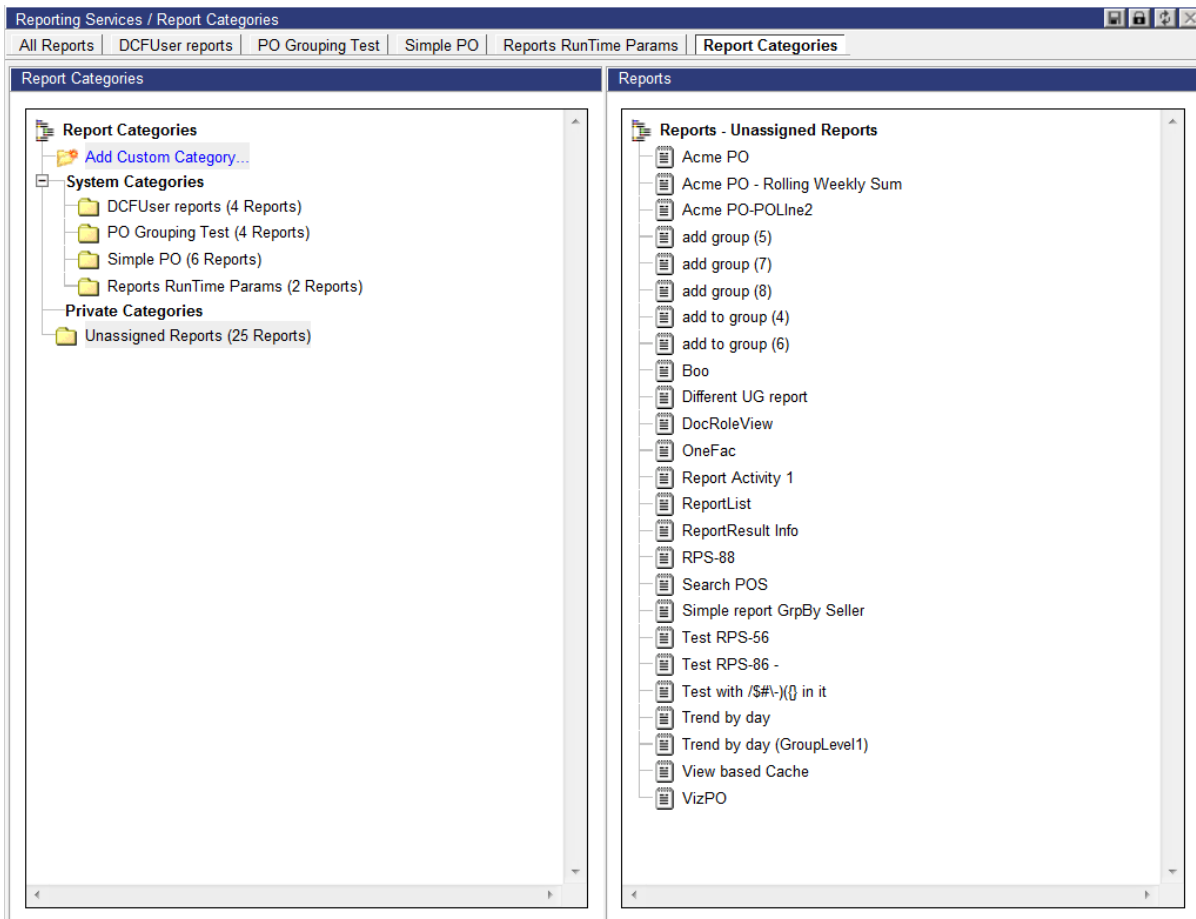 Reporting Services / Report Categories
All Reports DCFUser reports PO Grouping Test Simple PO Reports RunTime Params Report Categories
Report Categories
Report Categories
Add Custom Category...
System Categories
DCFUser reports (4 Reports)
PO Grouping Test (4 Reports)
Simple PO (6 Reports)
Reports RunTime Params (2 Reports)
Private Categories
Unassigned Reports (25 Reports)
Reports
Reports - Unassigned Reports
Acme PO
Acme PO - Rolling Weekly Sum
Acme PO-POLIne2
add group (5)
add group (7)
add group (8)
add to group (4)
add to group (6)
Boo
Different UG report
DocRoleView
OneFac
Report Activity 1
ReportList
ReportResult Info
RPS-88
Search POS
Simple report GrpBy Seller
Test RPS-56
Test RPS-86 -
Test with /$#\-)({} in it
Trend by day
Trend by day (GroupLevel1)
View based Cache
VizPO